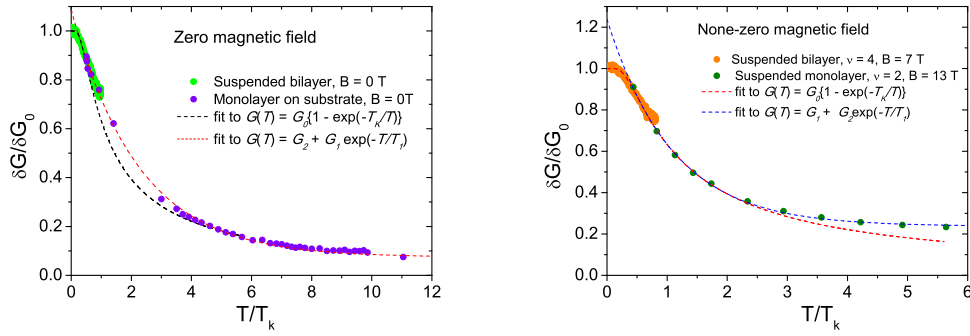 Zero magnetic field
Suspended bilayer, B = 0 T
Monolayer on substrate, B = 0T
fit to G(T) = G₀{1 - exp(-Tₖ/T)}
fit to G(T) = G₂ + G₁ exp(-T/T₁)
δG/δG₀
1.0
0.8
0.6
0.4
0.2
0.0
0 2 4 6 8 10 12
T/Tₖ
None-zero magnetic field
Suspended bilayer, ν = 4, B = 7 T
Suspended monolayer, ν = 2, B = 13 T
fit to G(T) = G₀{1 - exp(-Tₖ/T)}
fit to G(T) = G₁ + G₂exp(-T/T₁)
δG/δG₀
1.2
1.0
0.8
0.6
0.4
0.2
0.0
0 1 2 3 4 5 6
T/Tₖ